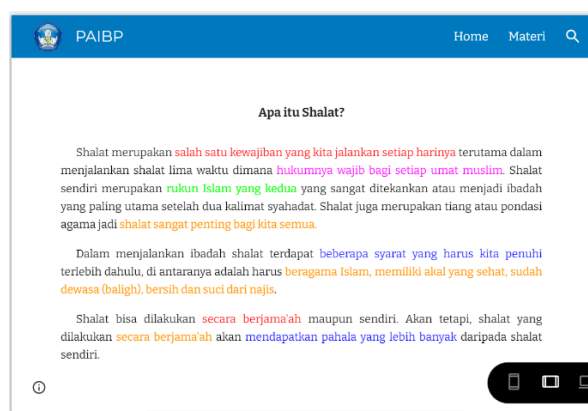 PAIBP
Home Materi
Apa itu Shalat?
Shalat merupakan salah satu kewajiban yang kita jalankan setiap harinya terutama dalam
menjalankan shalat lima waktu dimana hukumnya wajib bagi setiap umat muslim. Shalat
sendiri merupakan rukun Islam yang kedua yang sangat ditekankan atau menjadi ibadah
yang paling utama setelah dua kalimat syahadat. Shalat juga merupakan tiang atau pondasi
agama jadi shalat sangat penting bagi kita semua.
Dalam menjalankan ibadah shalat terdapat beberapa syarat yang harus kita penuhi
terlebih dahulu, di antaranya adalah harus beragama Islam, memiliki akal yang sehat, sudah
dewasa (baligh), bersih dan suci dari najis.
Shalat bisa dilakukan secara berjama'ah maupun sendiri. Akan tetapi, shalat yang
dilakukan secara berjama'ah akan mendapatkan pahala yang lebih banyak daripada shalat
sendiri.